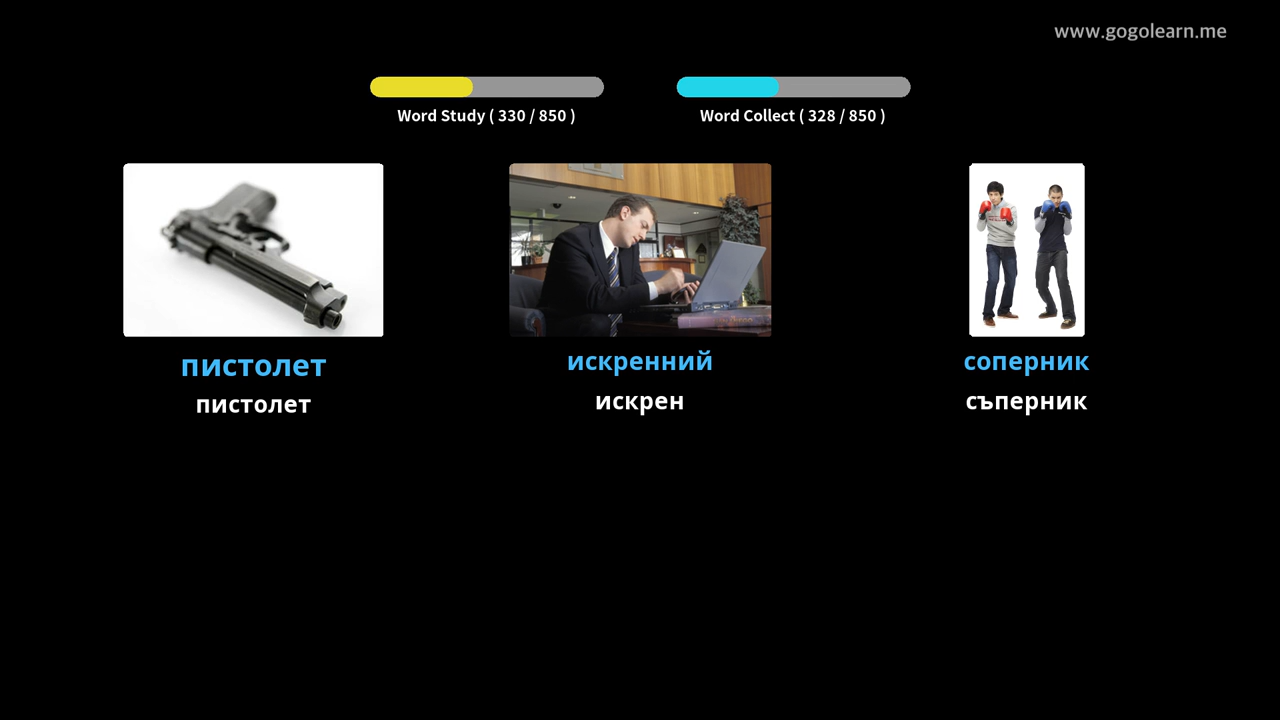 www.gogolearn.me
Word Study ( 330 / 850 )
Word Collect ( 328 / 850 )
пистолет
пистолет
искренний
искрен
соперник
съперник